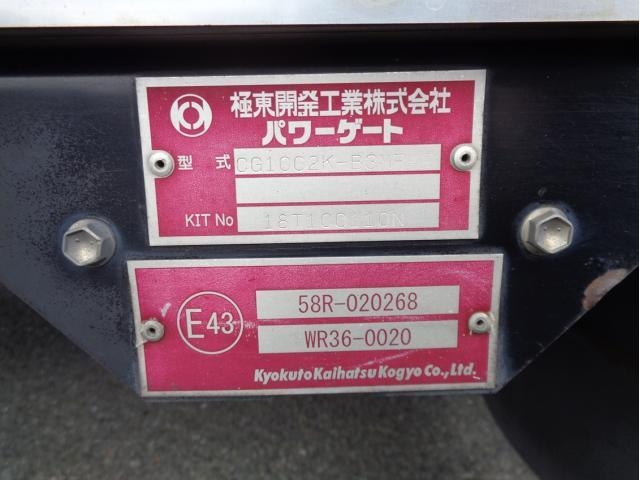 極東開発工業株式会社
パワーゲート
型式
KIT No
E43
58R-020268
WR36-0020
Kyokuto Kaihatsu Kogyo Co., Ltd.